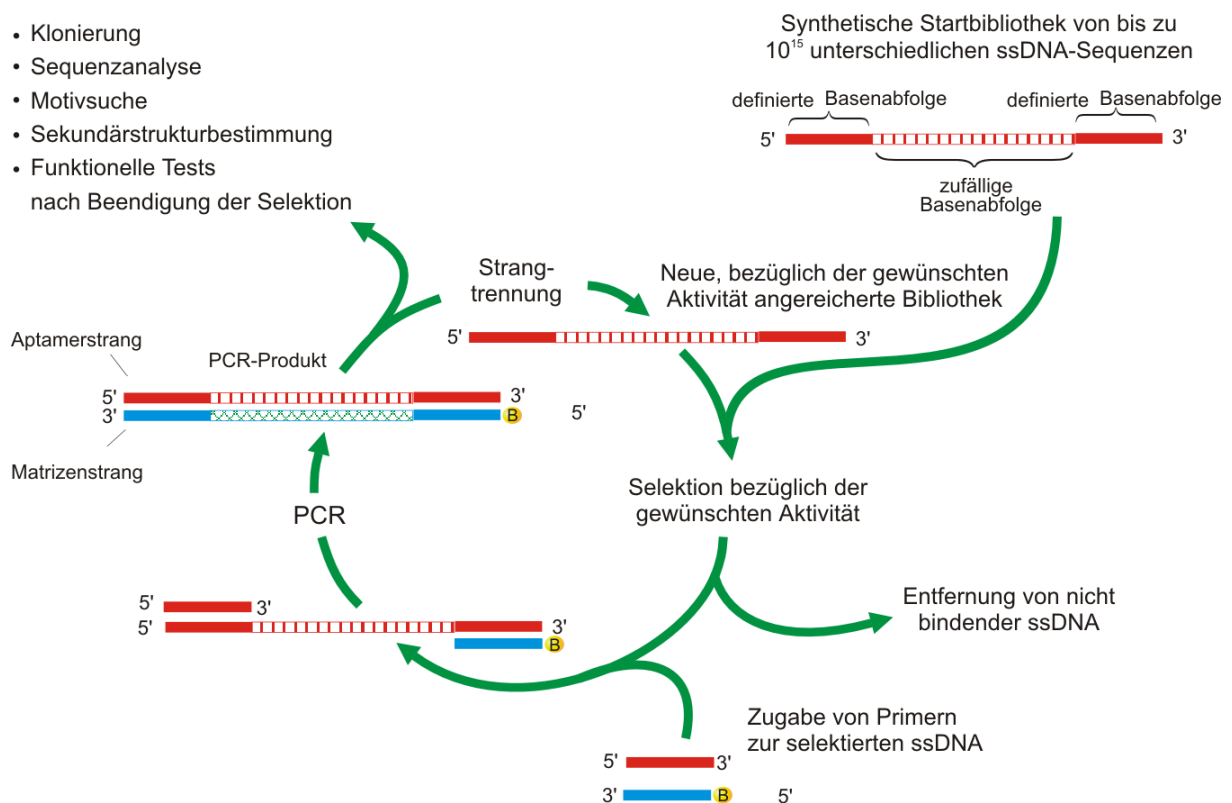 • Klonierung
• Sequenzanalyse
• Motivsuche
• Sekundärstrukturbestimmung
• Funktionelle Tests
nach Beendigung der Selektion
Synthetische Startbibliothek von bis zu
10¹⁵ unterschiedlichen ssDNA-Sequenzen
definierte Basenabfolge
definierte Basenabfolge
5' 3'
zufällige
Basenabfolge
Strang-
trennung
Neue, bezüglich der gewünschten
Aktivität angereicherte Bibliothek
5' 3'
Aptamerstrang
PCR-Produkt
5' 3'
3' B 5'
Matrizenstrang
Selektion bezüglich der
gewünschten Aktivität
PCR
5' 3'
5' 3'
B
Entfernung von nicht
bindender ssDNA
Zugabe von Primern
zur selektierten ssDNA
5' 3'
3' B 5'